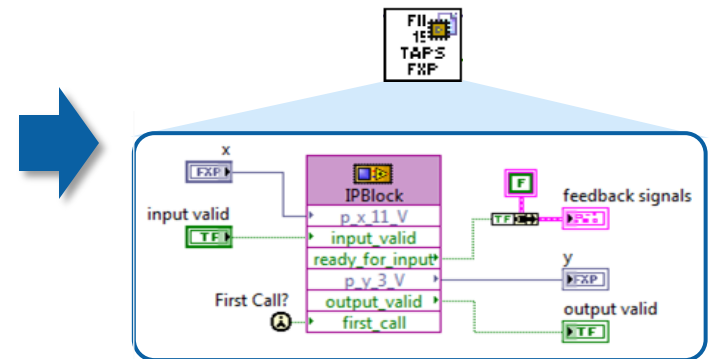 FI
15
TAPS
FXP
x
FXP
IPBlock
p_x_11_V
input valid
TF
input_valid
ready_for_input
p_y_3_V
output_valid
first_call
First Call?
i
F
TF
feedback signals
y
FXP
output valid
TF